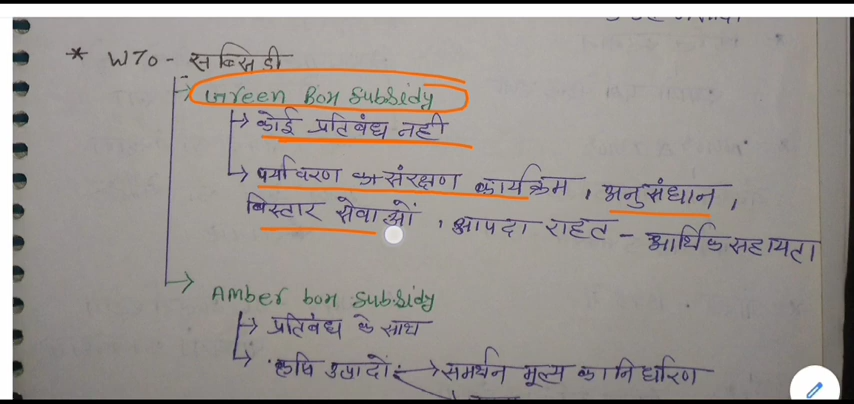 * WTO - सब्सिडी
Green Box Subsidy
कोई प्रतिबंध नही
पर्यावरण का संरक्षण कार्यक्रम, अनुसंधान,
विस्तार सेवाओं, आपदा राहत - आर्थिक सहायता
Amber box subsidy
प्रतिबंध के साथ
कृषि उत्पादों समर्थन मूल्य का निर्धारण